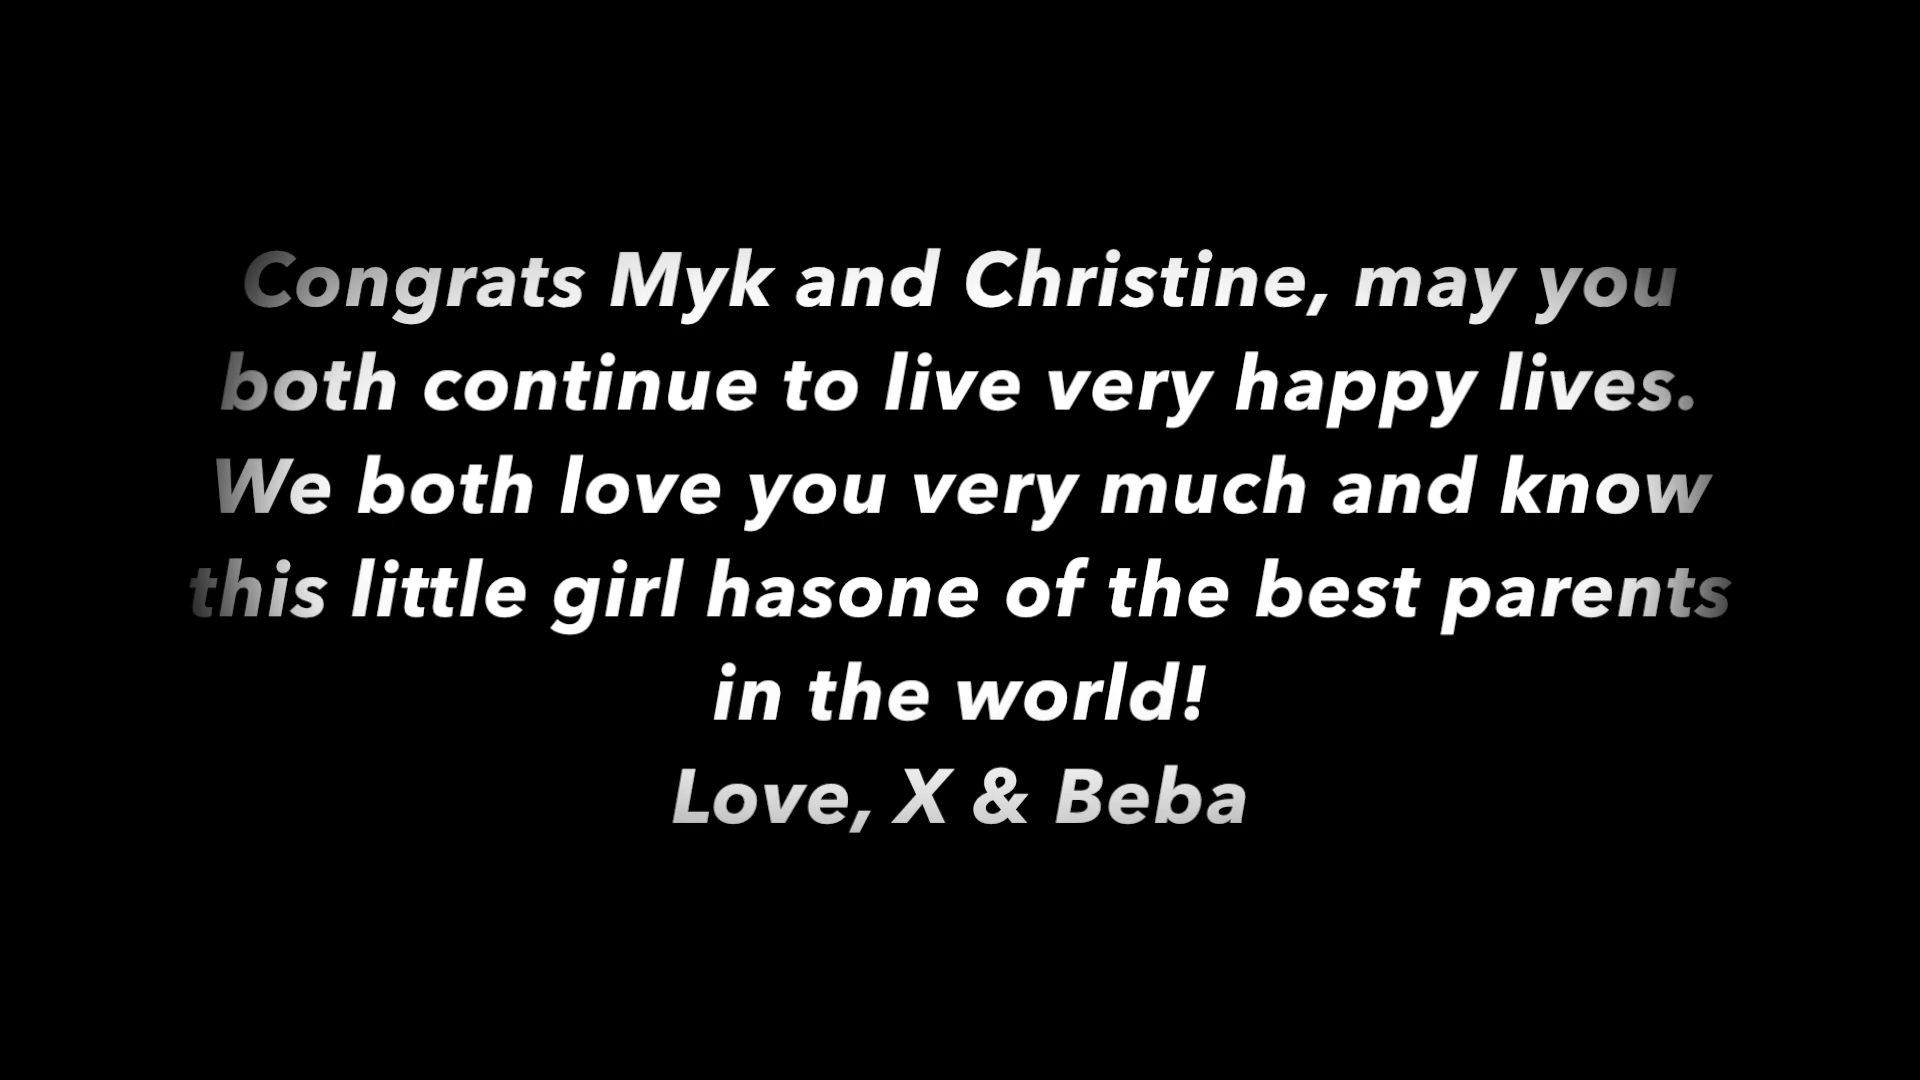 Congrats Myk and Christine, may you
both continue to live very happy lives.
We both love you very much and know
this little girl hasone of the best parents
in the world!
Love, X & Beba